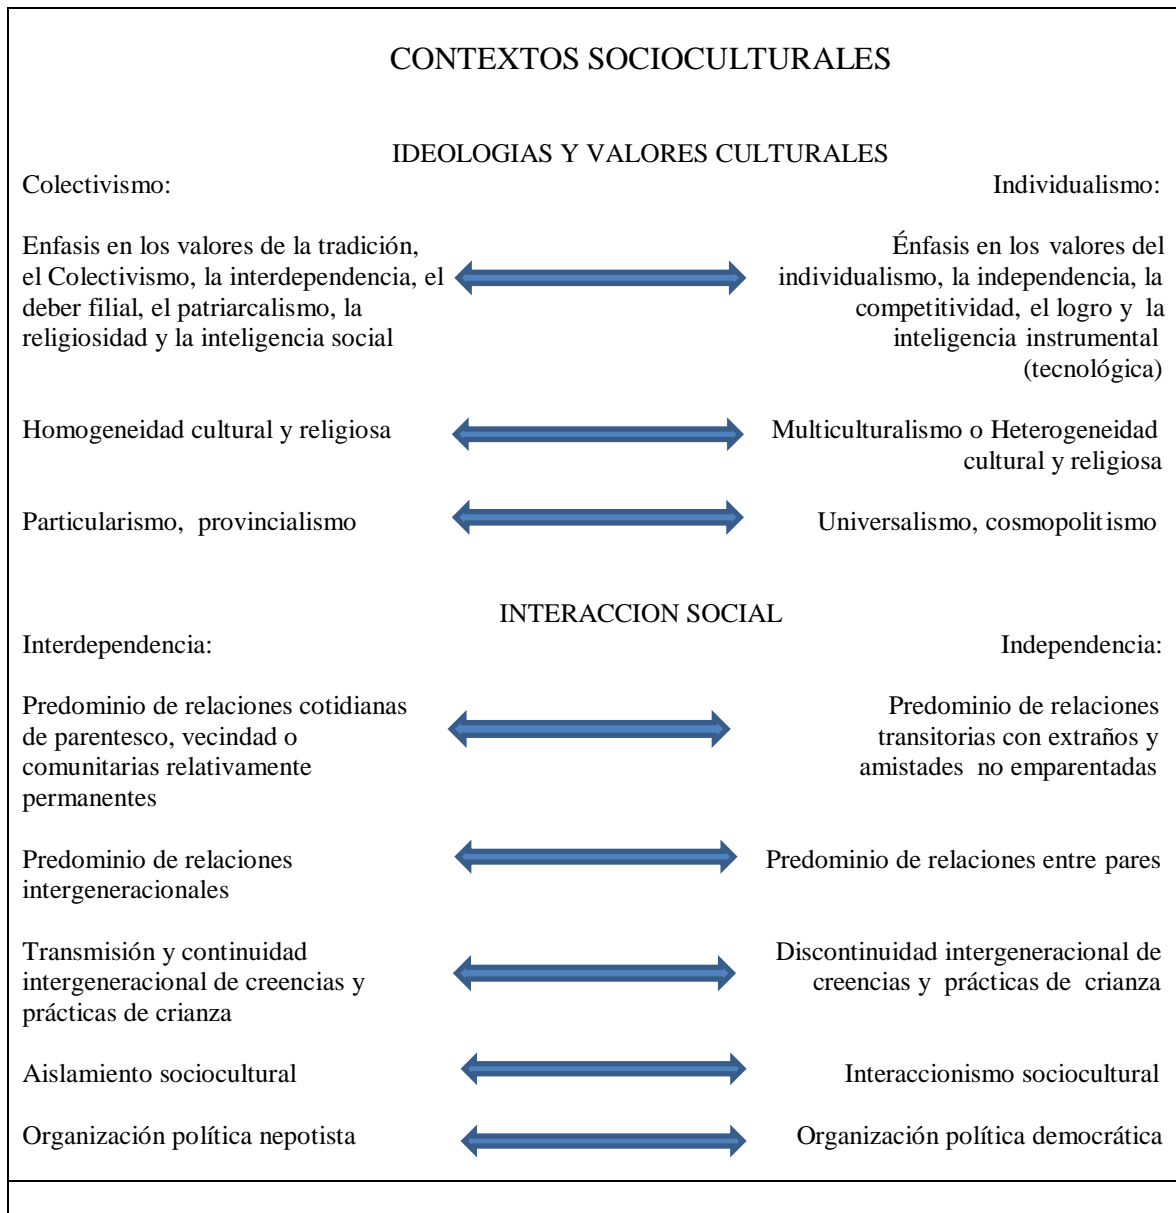 CONTEXTOS SOCIOCULTURALES
IDEOLOGIAS Y VALORES CULTURALES
Colectivismo:
Individualismo:
Enfasis en los valores de la tradición,
el Colectivismo, la interdependencia, el
deber filial, el patriarcalismo, la
religiosidad y la inteligencia social
Énfasis en los valores del
individualismo, la independencia, la
competitividad, el logro y la
inteligencia instrumental
(tecnológica)
Homogeneidad cultural y religiosa
Multiculturalismo o Heterogeneidad
cultural y religiosa
Particularismo, provincialismo
Universalismo, cosmopolitismo
INTERACCION SOCIAL
Interdependencia:
Independencia:
Predominio de relaciones cotidianas
de parentesco, vecindad o
comunitarias relativamente
permanentes
Predominio de relaciones
transitorias con extraños y
amistades no emparentadas
Predominio de relaciones
intergeneracionales
Predominio de relaciones entre pares
Transmisión y continuidad
intergeneracional de creencias y
prácticas de crianza
Discontinuidad intergeneracional de
creencias y prácticas de crianza
Aislamiento sociocultural
Interaccionismo sociocultural
Organización política nepotista
Organización política democrática